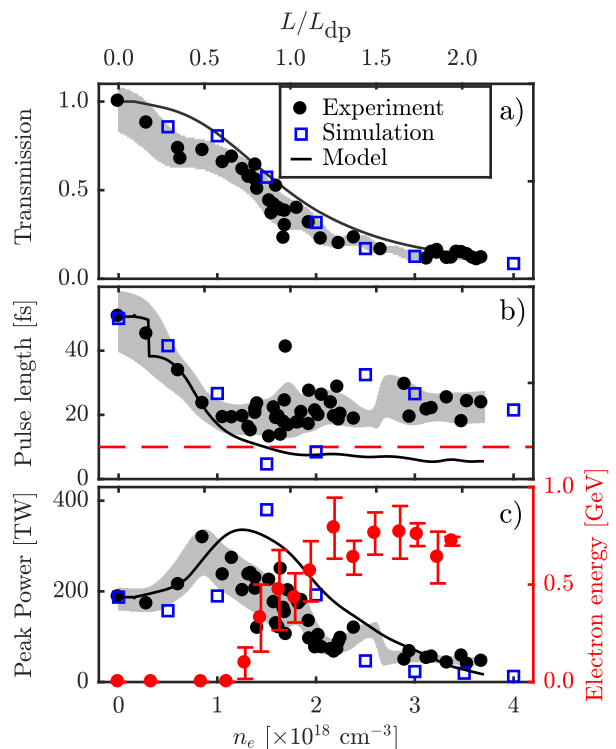 L/L_dp
0.0 0.5 1.0 1.5 2.0
1.0
0.5
0.0
Transmission
Experiment
Simulation
Model
a)
40
20
0
Pulse length [fs]
b)
400
200
0
Peak Power [TW]
c)
1.0
0.5
0.0
Electron energy [GeV]
0 1 2 3 4
n_e [×10^18 cm^-3]